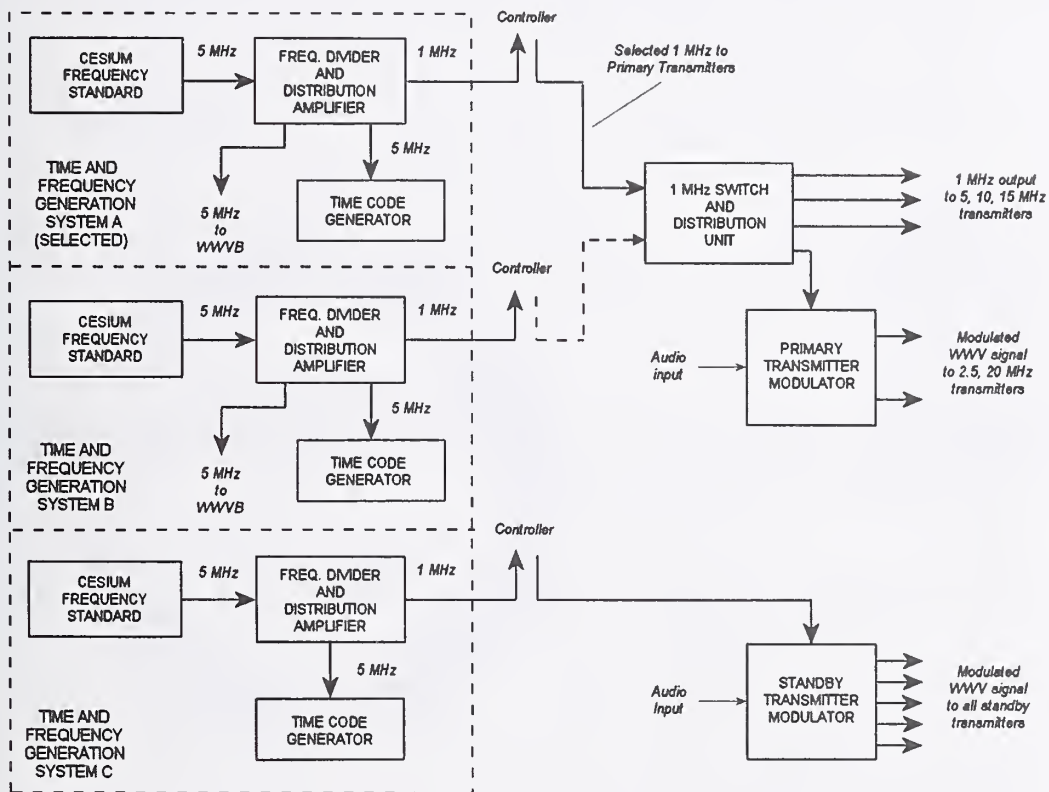 CESIUM
FREQUENCY
STANDARD
5 MHz
FREQ. DIVIDER
AND
DISTRIBUTION
AMPLIFIER
1 MHz
Controller
Selected 1 MHz to
Primary Transmitters
5 MHz
TIME CODE
GENERATOR
5 MHz
to
WWVB
TIME AND
FREQUENCY
GENERATION
SYSTEM A
(SELECTED)
1 MHz SWITCH
AND
DISTRIBUTION
UNIT
1 MHz output
to 5, 10, 15 MHz
transmitters
CESIUM
FREQUENCY
STANDARD
5 MHz
FREQ. DIVIDER
AND
DISTRIBUTION
AMPLIFIER
1 MHz
Controller
5 MHz
TIME CODE
GENERATOR
5 MHz
to
WWVB
TIME AND
FREQUENCY
GENERATION
SYSTEM B
Audio
input
PRIMARY
TRANSMITTER
MODULATOR
Modulated
WWV signal
to 2.5, 20 MHz
transmitters
CESIUM
FREQUENCY
STANDARD
5 MHz
FREQ. DIVIDER
AND
DISTRIBUTION
AMPLIFIER
1 MHz
Controller
5 MHz
TIME CODE
GENERATOR
TIME AND
FREQUENCY
GENERATION
SYSTEM C
Audio
Input
STANDBY
TRANSMITTER
MODULATOR
Modulated
WWV signal
to all standby
transmitters